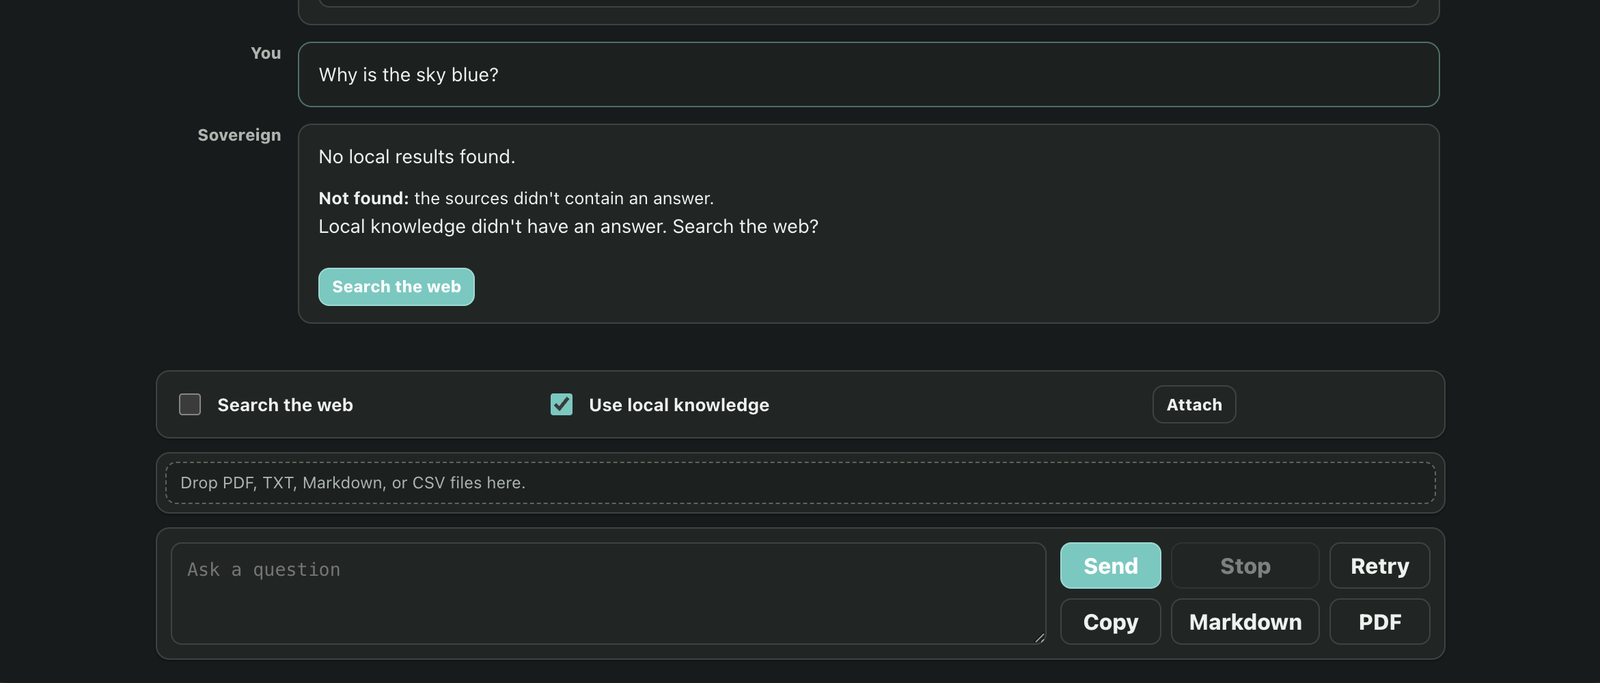 You
Why is the sky blue?
Sovereign
No local results found.
Not found: the sources didn't contain an answer.
Local knowledge didn't have an answer. Search the web?
Search the web
Search the web
Use local knowledge
Attach
Drop PDF, TXT, Markdown, or CSV files here.
Ask a question
Send
Stop
Retry
Copy
Markdown
PDF